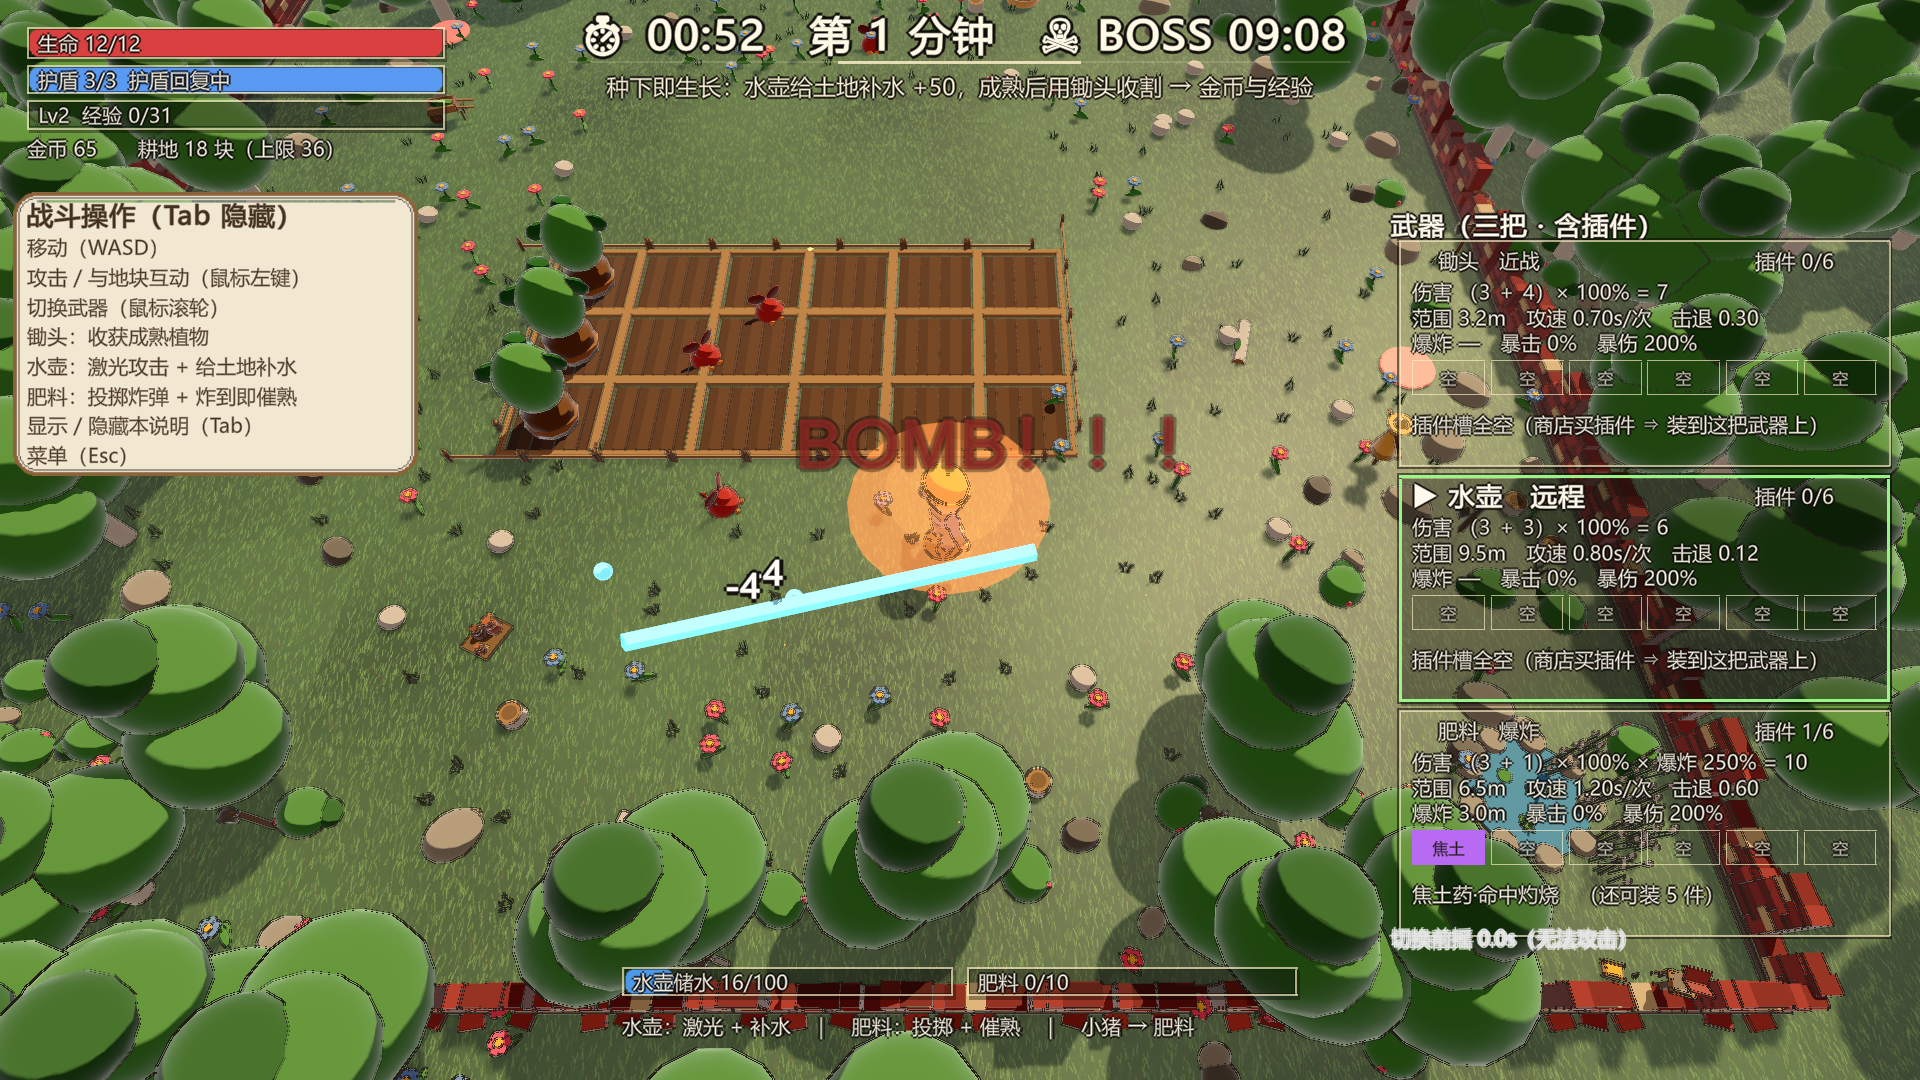 生命 12/12
护盾 3/3 护盾回复中
Lv2 经验 0/31
金币 65 耕地 18 块（上限 36）
00:52 第 1 分钟 BOSS 09:08
种下即生长：水壶给土地补水 +50，成熟后用锄头收割 → 金币与经验
战斗操作（Tab 隐藏）
移动（WASD）
攻击 / 与地块互动（鼠标左键）
切换武器（鼠标滚轮）
锄头：收获成熟植物
水壶：激光攻击 + 给土地补水
肥料：投掷炸弹 + 炸到即催熟
显示 / 隐藏本说明（Tab）
菜单（Esc）
BOMB！！！
-4
4
武器（三把 · 含插件）
锄头 近战 插件 0/6
伤害 （3 + 4）× 100% = 7
范围 3.2m 攻速 0.70s/次 击退 0.30
爆炸 — 暴击 0% 暴伤 200%
空 空 空 空 空 空
插件槽全空（商店买插件 ⇒ 装到这把武器上）
▶ 水壶 远程 插件 0/6
伤害 （3 + 3）× 100% = 6
范围 9.5m 攻速 0.80s/次 击退 0.12
爆炸 — 暴击 0% 暴伤 200%
空 空 空 空 空 空
插件槽全空（商店买插件 ⇒ 装到这把武器上）
肥料 爆炸 插件 1/6
伤害 （3 + 1）× 100% × 爆炸 250% = 10
范围 6.5m 攻速 1.20s/次 击退 0.60
爆炸 3.0m 暴击 0% 暴伤 200%
焦土 空 空 空 空 空
焦土药·命中灼烧 （还可装 5 件）
切换前摇 0.0s（无法攻击）
水壶储水 16/100 肥料 0/10
水壶：激光 + 补水 | 肥料：投掷 + 催熟 | 小猪 → 肥料